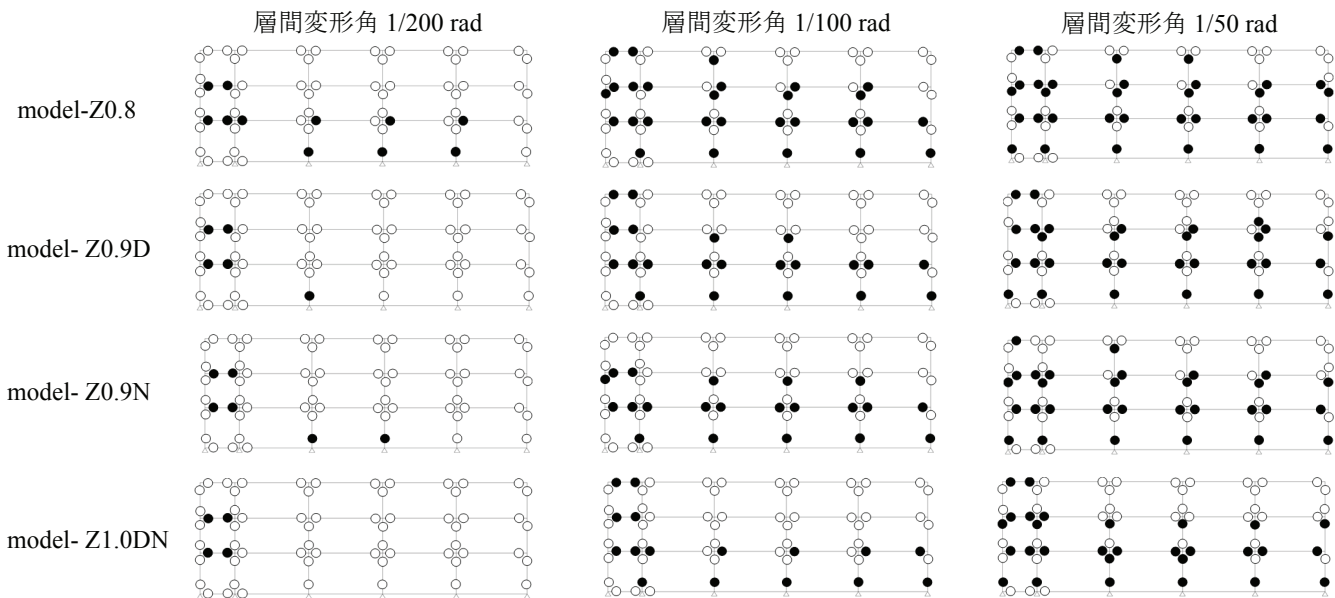 層間変形角 1/200 rad
層間変形角 1/100 rad
層間変形角 1/50 rad
model-Z0.8
model- Z0.9D
model- Z0.9N
model- Z1.0DN